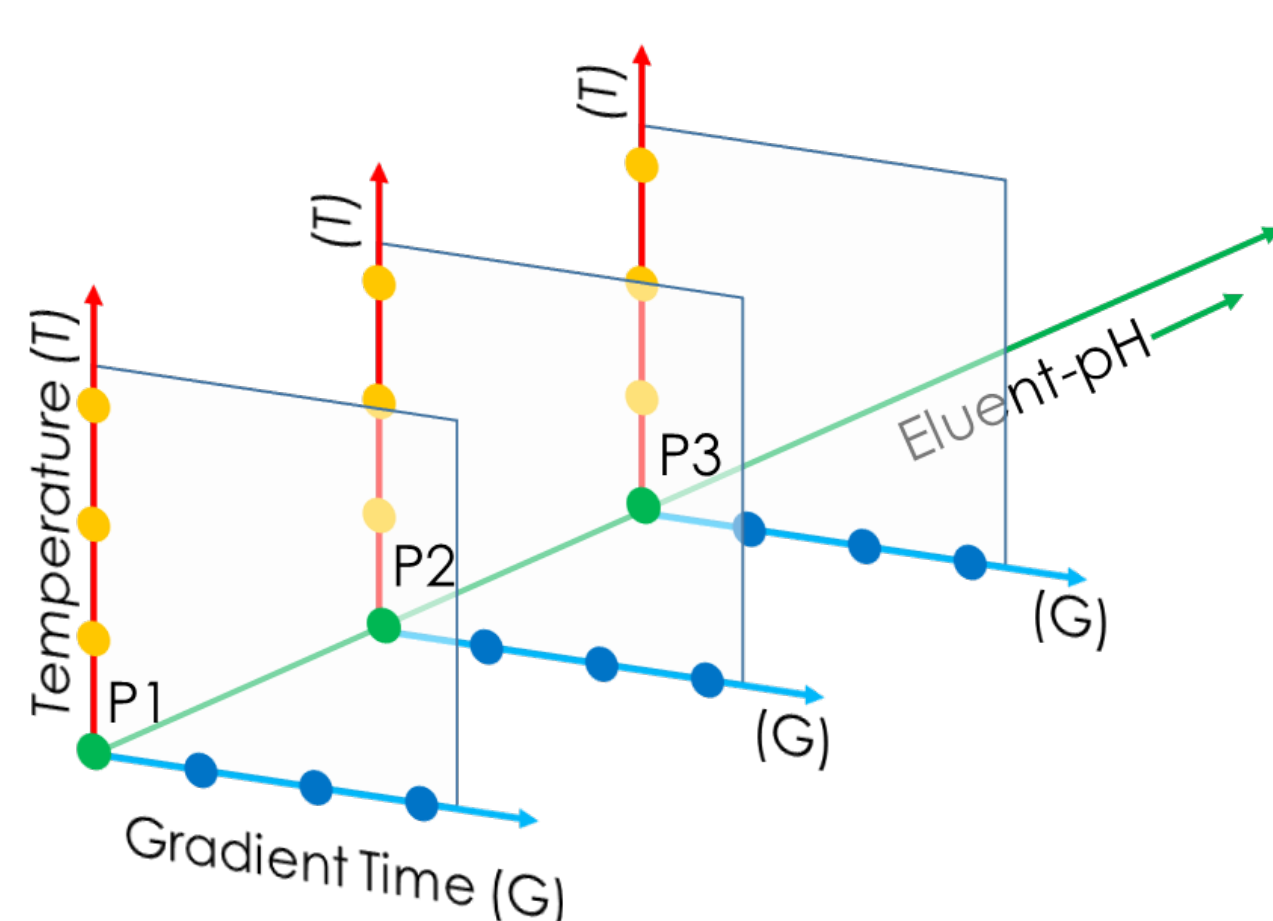 (T)
(T)
Temperature (T)
P3
Eluent-pH
P2
(G)
P1
(G)
Gradient Time (G)